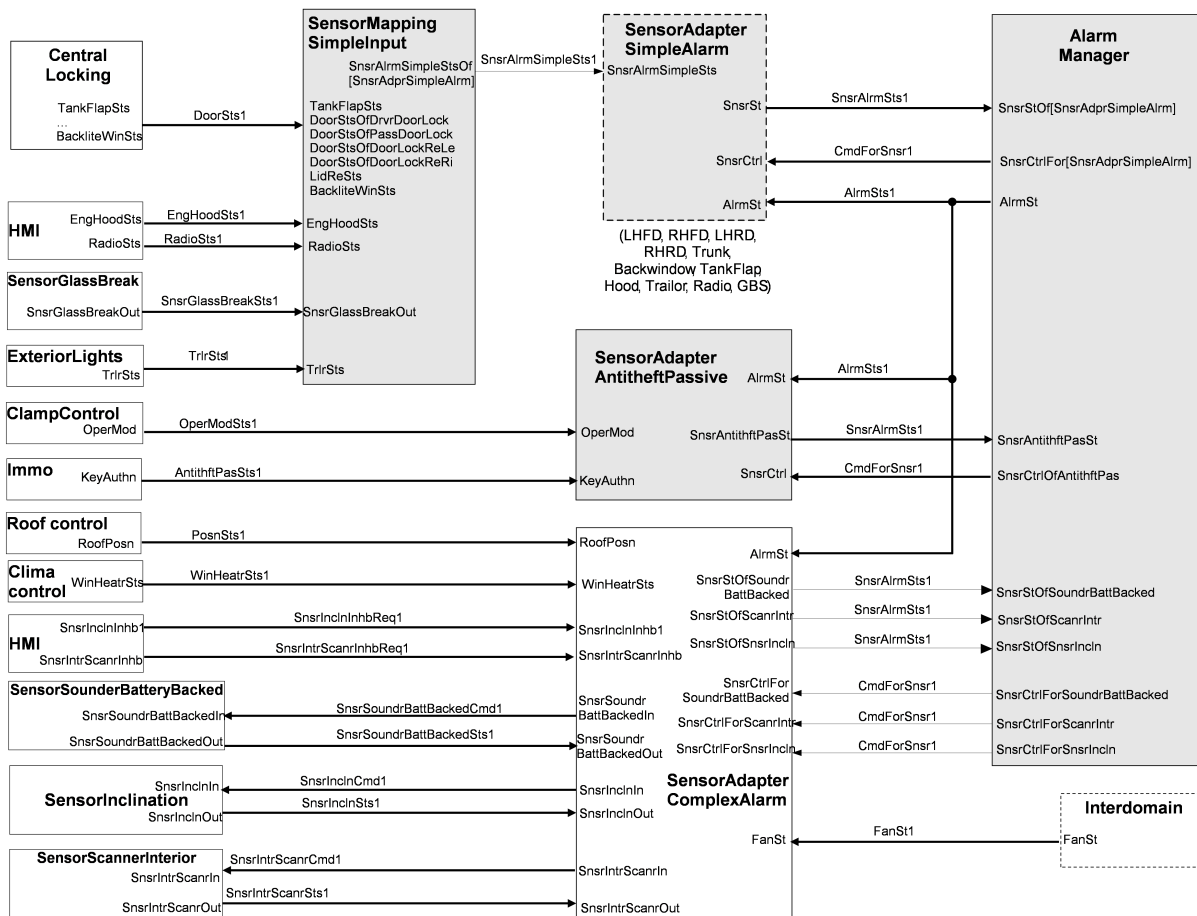 Central
Locking
TankFlapSts
...
BackliteWinSts
DoorSts1
HMI
EngHoodSts
RadioSts
EngHoodSts1
RadioSts1
SensorGlassBreak
SnsrGlassBreakOut
SnsrGlassBreakSts1
ExteriorLights
TrlrSts
TrlrSts1
ClampControl
OperMod
OperModSts1
Immo
KeyAuthn
AntithftPasSts1
Roof control
RoofPosn
PosnSts1
Clima
control
WinHeatrSts
WinHeatrSts1
HMI
SnsrInclnInhb1
SnsrIntrScanrInhb
SnsrInclnInhbReq1
SnsrIntrScanrInhbReq1
SensorSounderBatteryBacked
SnsrSoundrBattBackedIn
SnsrSoundrBattBackedOut
SnsrSoundrBattBackedCmd1
SnsrSoundrBattBackedSts1
SensorInclination
SnsrInclnIn
SnsrInclnOut
SnsrInclnCmd1
SnsrInclnSts1
SensorScannerInterior
SnsrIntrScanrIn
SnsrIntrScanrOut
SnsrIntrScanrCmd1
SnsrIntrScanrSts1
SensorMapping
SimpleInput
SnsrAlrmSimpleStsOf
[SnsrAdprSimpleAlrm]
TankFlapSts
DoorStsOfDrvrDoorLock
DoorStsOfPassDoorLock
DoorStsOfDoorLockReLe
DoorStsOfDoorLockReRi
LidReSts
BackliteWinSts
EngHoodSts
RadioSts
SnsrGlassBreakOut
TrlrSts
SnsrAlrmSimpleSts1
SensorAdapter
SimpleAlarm
SnsrAlrmSimpleSts
SnsrSt
SnsrCtrl
AlrmSt
(LHFD, RHFD, LHRD,
RHRD, Trunk,
Backwindow, TankFlap,
Hood, Trailor, Radio, GBS)
SnsrAlrmSts1
CmdForSnsr1
AlrmSts1
SensorAdapter
AntitheftPassive
AlrmSt
OperMod
SnsrAntithftPasSt
SnsrCtrl
KeyAuthn
AlrmSts1
SnsrAlrmSts1
CmdForSnsr1
RoofPosn
AlrmSt
WinHeatrSts
SnsrStOfSoundr
BattBacked
SnsrStOfScanrIntr
SnsrInclnInhb1
SnsrStOfSnsrIncln
SnsrIntrScanrInhb
SnsrCtrlFor
SoundrBattBacked
SnsrSoundr
BattBackedIn
SnsrCtrlForScanrIntr
SnsrSoundr
BattBackedOut
SnsrCtrlForSnsrIncln
SensorAdapter
ComplexAlarm
SnsrInclnIn
SnsrInclnOut
FanSt
SnsrIntrScanrIn
SnsrIntrScanrOut
SnsrAlrmSts1
SnsrAlrmSts1
SnsrAlrmSts1
CmdForSnsr1
CmdForSnsr1
CmdForSnsr1
FanSt1
Alarm
Manager
SnsrStOf[SnsrAdprSimpleAlrm]
SnsrCtrlFor[SnsrAdprSimpleAlrm]
AlrmSt
SnsrAntithftPasSt
SnsrCtrlOfAntithftPas
SnsrStOfSoundrBattBacked
SnsrStOfScanrIntr
SnsrStOfSnsrIncln
SnsrCtrlForSoundrBattBacked
SnsrCtrlForScanrIntr
SnsrCtrlForSnsrIncln
Interdomain
FanSt